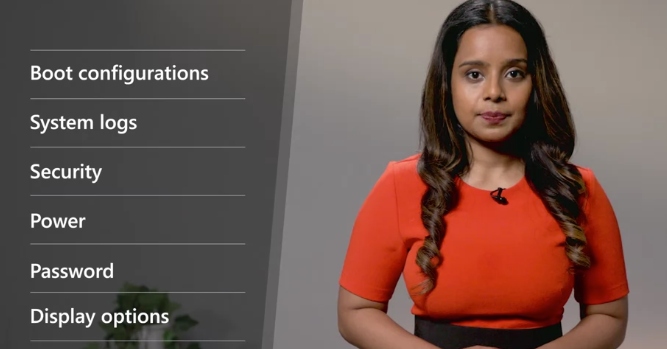 Boot configurations
System logs
Security
Power
Password
Display options